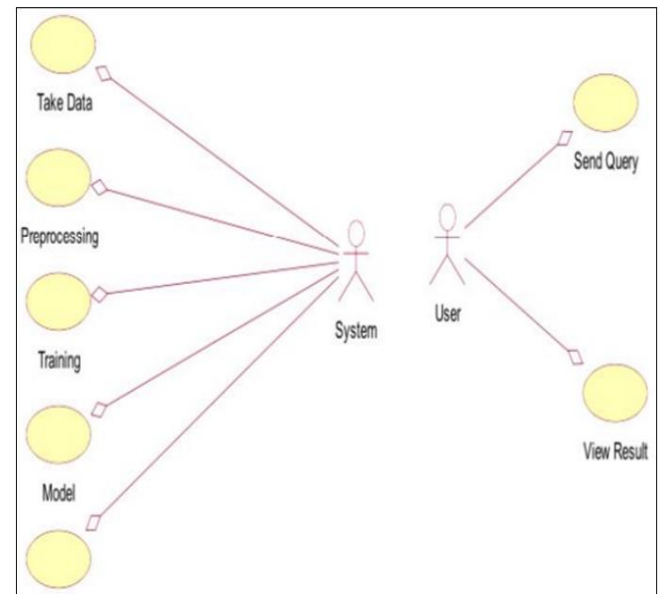 Take Data
Preprocessing
Training
Model
System
User
Send Query
View Result